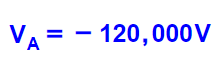 V_A = − 120,000V